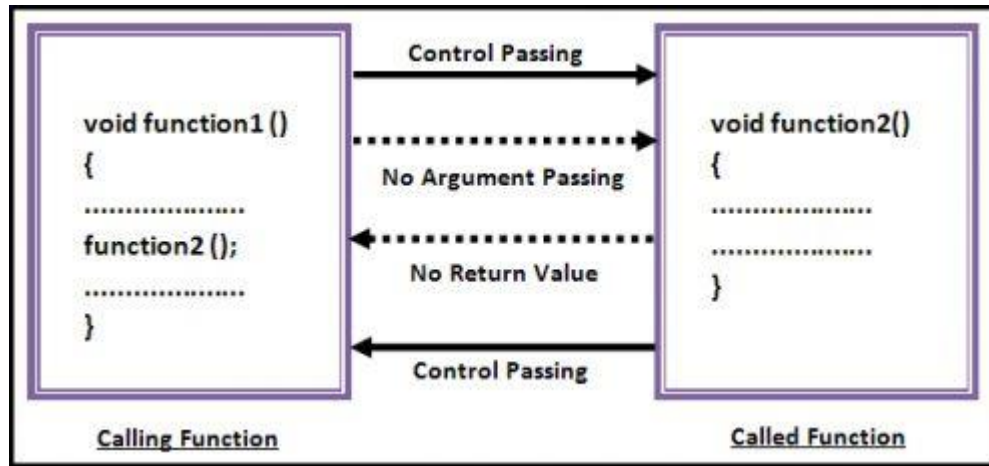 Control Passing
void function1 ()
{
.....................
function2 ();
.....................
}
No Argument Passing
No Return Value
Control Passing
void function2()
{
.....................
.....................
}
Calling Function
Called Function